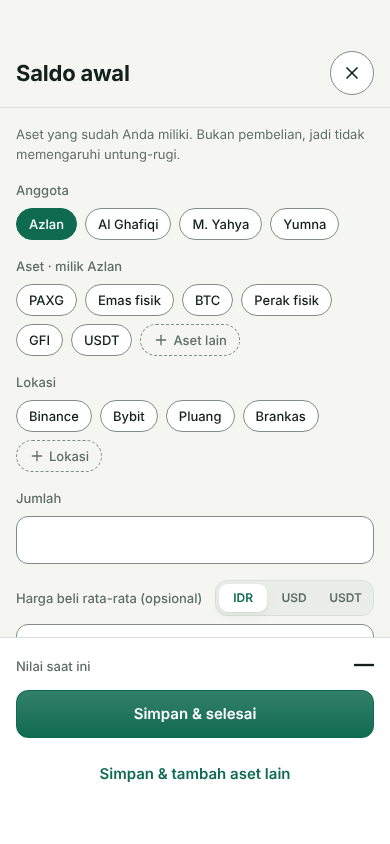 Saldo awal
Aset yang sudah Anda miliki. Bukan pembelian, jadi tidak
memengaruhi untung-rugi.
Anggota
Azlan Al Ghafiqi M. Yahya Yumna
Aset · milik Azlan
PAXG Emas fisik BTC Perak fisik
GFI USDT + Aset lain
Lokasi
Binance Bybit Pluang Brankas
+ Lokasi
Jumlah
Harga beli rata-rata (opsional) IDR USD USDT
Nilai saat ini —
Simpan & selesai
Simpan & tambah aset lain